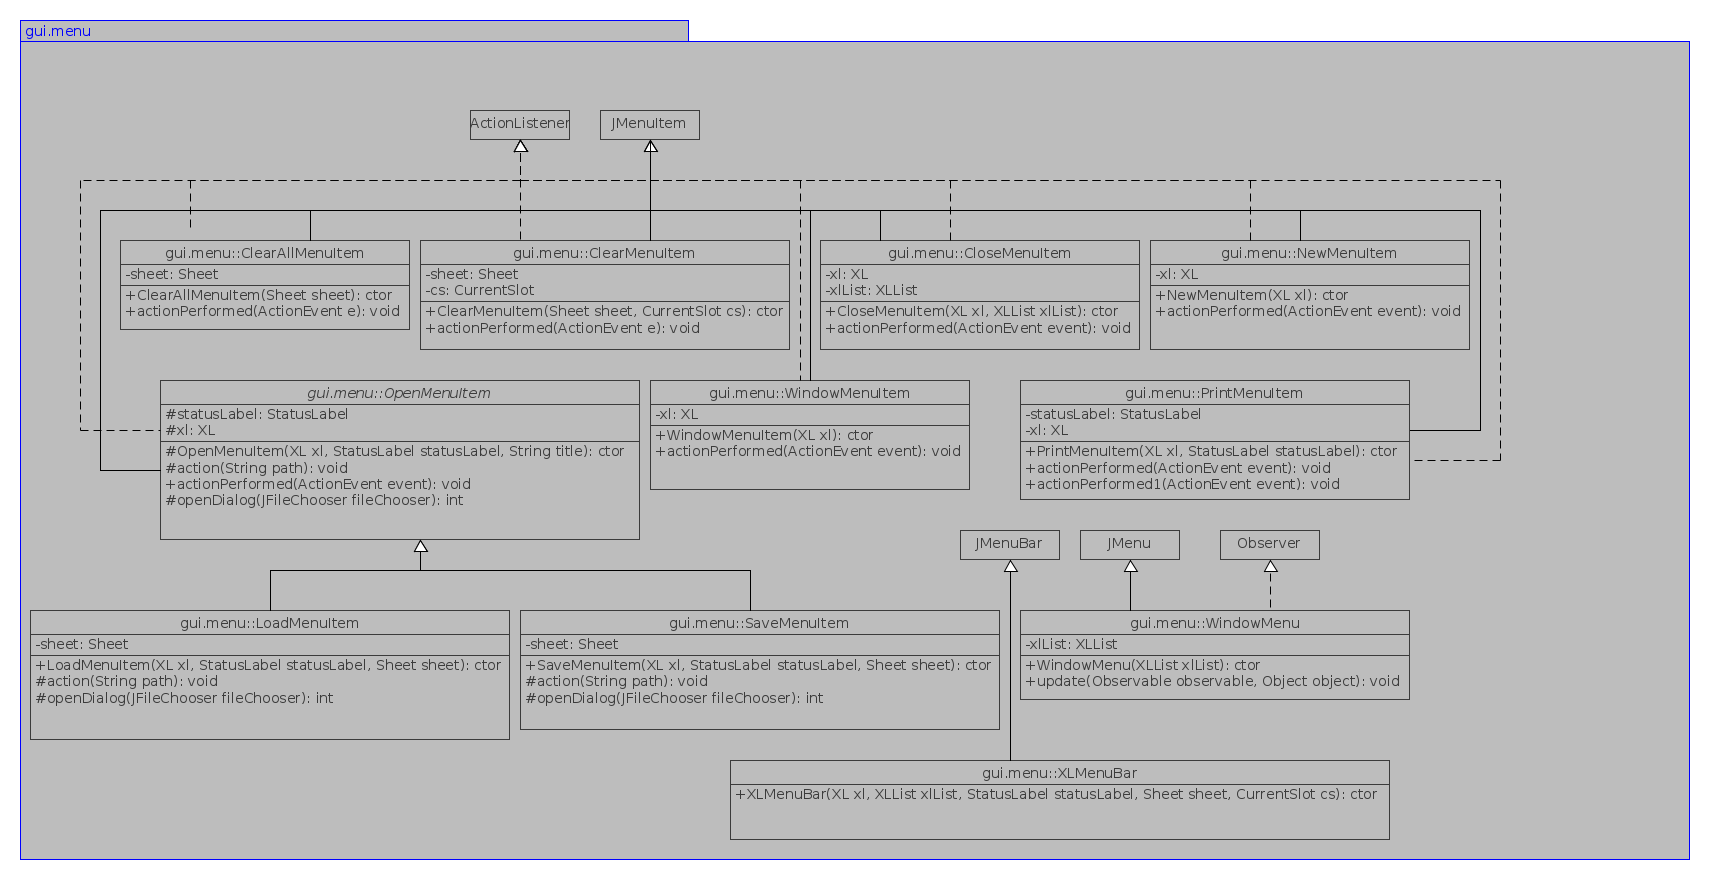 gui.menu
ActionListener
JMenuItem
gui.menu::ClearAllMenuItem
-sheet: Sheet
+ClearAllMenuItem(Sheet sheet): ctor
+actionPerformed(ActionEvent e): void
gui.menu::ClearMenuItem
-sheet: Sheet
-cs: CurrentSlot
+ClearMenuItem(Sheet sheet, CurrentSlot cs): ctor
+actionPerformed(ActionEvent e): void
gui.menu::CloseMenuItem
-xl: XL
-xlList: XLList
+CloseMenuItem(XL xl, XLList xlList): ctor
+actionPerformed(ActionEvent event): void
gui.menu::NewMenuItem
-xl: XL
+NewMenuItem(XL xl): ctor
+actionPerformed(ActionEvent event): void
gui.menu::OpenMenuItem
#statusLabel: StatusLabel
#xl: XL
#OpenMenuItem(XL xl, StatusLabel statusLabel, String title): ctor
#action(String path): void
+actionPerformed(ActionEvent event): void
#openDialog(JFileChooser fileChooser): int
gui.menu::WindowMenuItem
-xl: XL
+WindowMenuItem(XL xl): ctor
+actionPerformed(ActionEvent event): void
gui.menu::PrintMenuItem
-statusLabel: StatusLabel
-xl: XL
+PrintMenuItem(XL xl, StatusLabel statusLabel): ctor
+actionPerformed(ActionEvent event): void
+actionPerformed1(ActionEvent event): void
JMenuBar
JMenu
Observer
gui.menu::LoadMenuItem
-sheet: Sheet
+LoadMenuItem(XL xl, StatusLabel statusLabel, Sheet sheet): ctor
#action(String path): void
#openDialog(JFileChooser fileChooser): int
gui.menu::SaveMenuItem
-sheet: Sheet
+SaveMenuItem(XL xl, StatusLabel statusLabel, Sheet sheet): ctor
#action(String path): void
#openDialog(JFileChooser fileChooser): int
gui.menu::WindowMenu
-xlList: XLList
+WindowMenu(XLList xlList): ctor
+update(Observable observable, Object object): void
gui.menu::XLMenuBar
+XLMenuBar(XL xl, XLList xlList, StatusLabel statusLabel, Sheet sheet, CurrentSlot cs): ctor